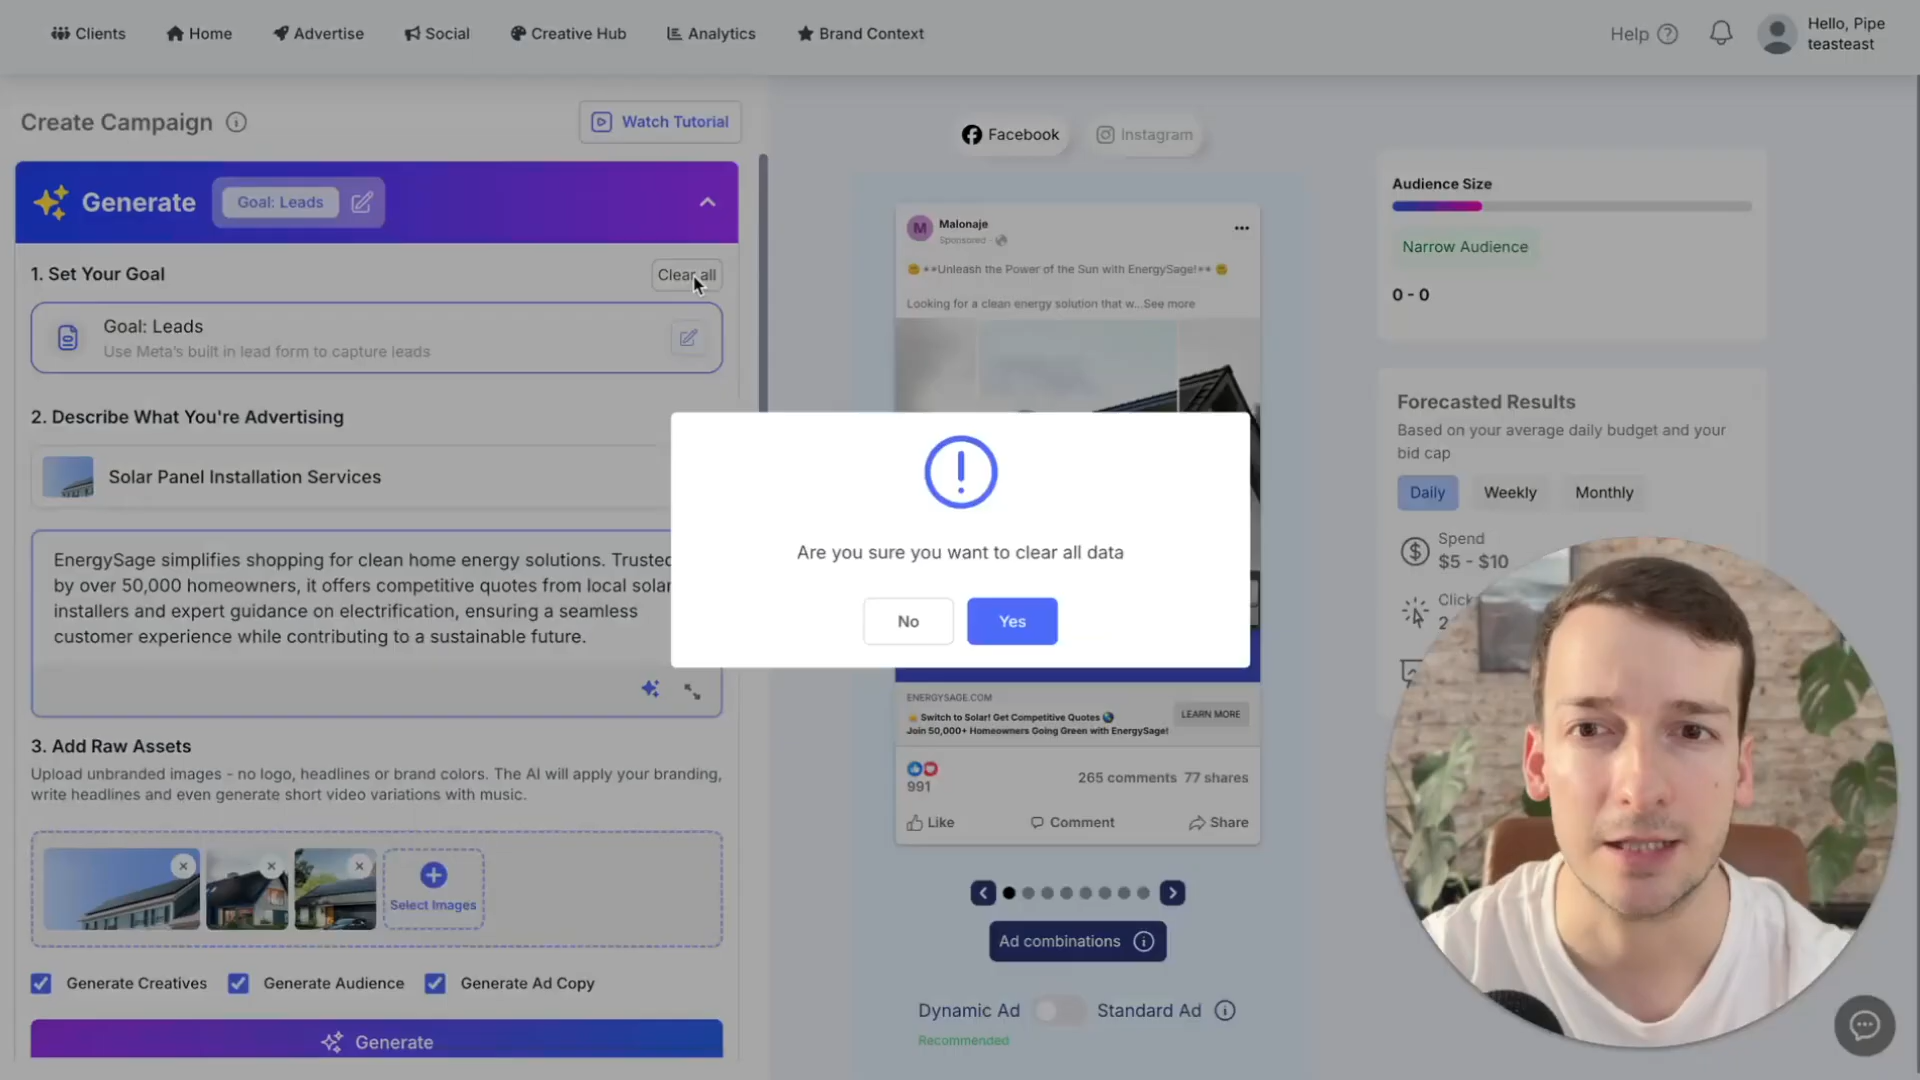 Clients
Home
Advertise
Social
Creative Hub
Analytics
Brand Context
Help
Hello, Pipe
teasteast
Create Campaign
Watch Tutorial
Generate
Goal: Leads
1. Set Your Goal
Clear all
Goal: Leads
Use Meta's built in lead form to capture leads
2. Describe What You're Advertising
Solar Panel Installation Services
EnergySage simplifies shopping for clean home energy solutions. Trusted
by over 50,000 homeowners, it offers competitive quotes from local solar
installers and expert guidance on electrification, ensuring a seamless
customer experience while contributing to a sustainable future.
3. Add Raw Assets
Upload unbranded images - no logo, headlines or brand colors. The AI will apply your branding,
write headlines and even generate short video variations with music.
Select Images
Generate Creatives
Generate Audience
Generate Ad Copy
Generate
Facebook
Instagram
M
Malonaje
Sponsored
**Unleash the Power of the Sun with EnergySage!**
Looking for a clean energy solution that w...See more
Are you sure you want to clear all data
No
Yes
ENERGYSAGE.COM
Switch to Solar! Get Competitive Quotes
Join 50,000+ Homeowners Going Green with EnergySage!
LEARN MORE
991
265 comments 77 shares
Like
Comment
Share
Ad combinations
Dynamic Ad
Standard Ad
Recommended
Audience Size
Narrow Audience
0 - 0
Forecasted Results
Based on your average daily budget and your
bid cap
Daily
Weekly
Monthly
Spend
$5 - $10
Click
2